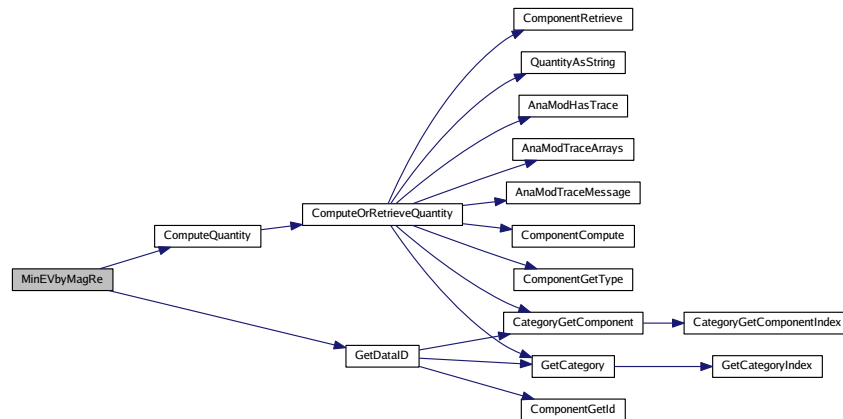 ComponentRetrieve
QuantityAsString
AnaModHasTrace
AnaModTraceArrays
AnaModTraceMessage
ComputeOrRetrieveQuantity
ComputeQuantity
ComponentCompute
MinEVbyMagRe
ComponentGetType
CategoryGetComponent
CategoryGetComponentIndex
GetDataID
GetCategory
GetCategoryIndex
ComponentGetId